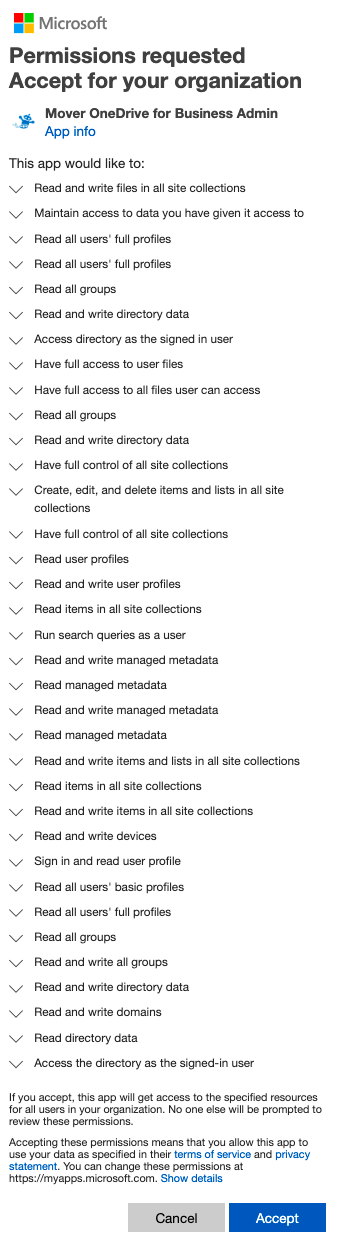 Microsoft
Permissions requested
Accept for your organization
Mover OneDrive for Business Admin
App info
This app would like to:
Read and write files in all site collections
Maintain access to data you have given it access to
Read all users' full profiles
Read all users' full profiles
Read all groups
Read and write directory data
Access directory as the signed in user
Have full access to user files
Have full access to all files user can access
Read all groups
Read and write directory data
Have full control of all site collections
Create, edit, and delete items and lists in all site
collections
Have full control of all site collections
Read user profiles
Read and write user profiles
Read items in all site collections
Run search queries as a user
Read and write managed metadata
Read managed metadata
Read and write managed metadata
Read managed metadata
Read and write items and lists in all site collections
Read items in all site collections
Read and write items in all site collections
Read and write devices
Sign in and read user profile
Read all users' basic profiles
Read all users' full profiles
Read all groups
Read and write all groups
Read and write directory data
Read and write domains
Read directory data
Access the directory as the signed-in user
If you accept, this app will get access to the specified resources
for all users in your organization. No one else will be prompted to
review these permissions.
Accepting these permissions means that you allow this app to
use your data as specified in their terms of service and privacy
statement. You can change these permissions at
https://myapps.microsoft.com. Show details
Cancel
Accept